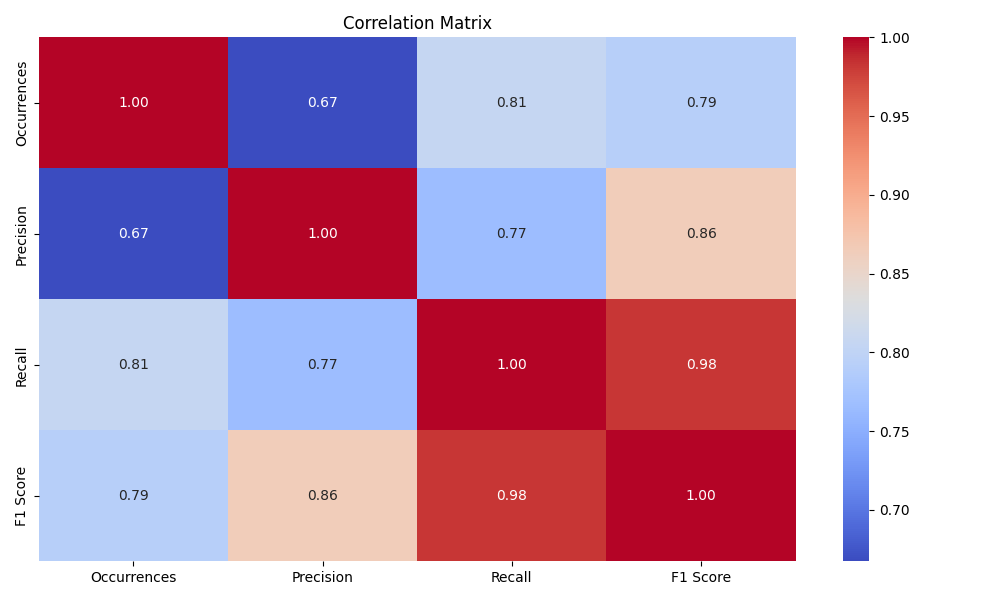 Correlation Matrix
Occurrences 1.00 0.67 0.81 0.79
Precision 0.67 1.00 0.77 0.86
Recall 0.81 0.77 1.00 0.98
F1 Score 0.79 0.86 0.98 1.00
Occurrences Precision Recall F1 Score
1.00
0.95
0.90
0.85
0.80
0.75
0.70